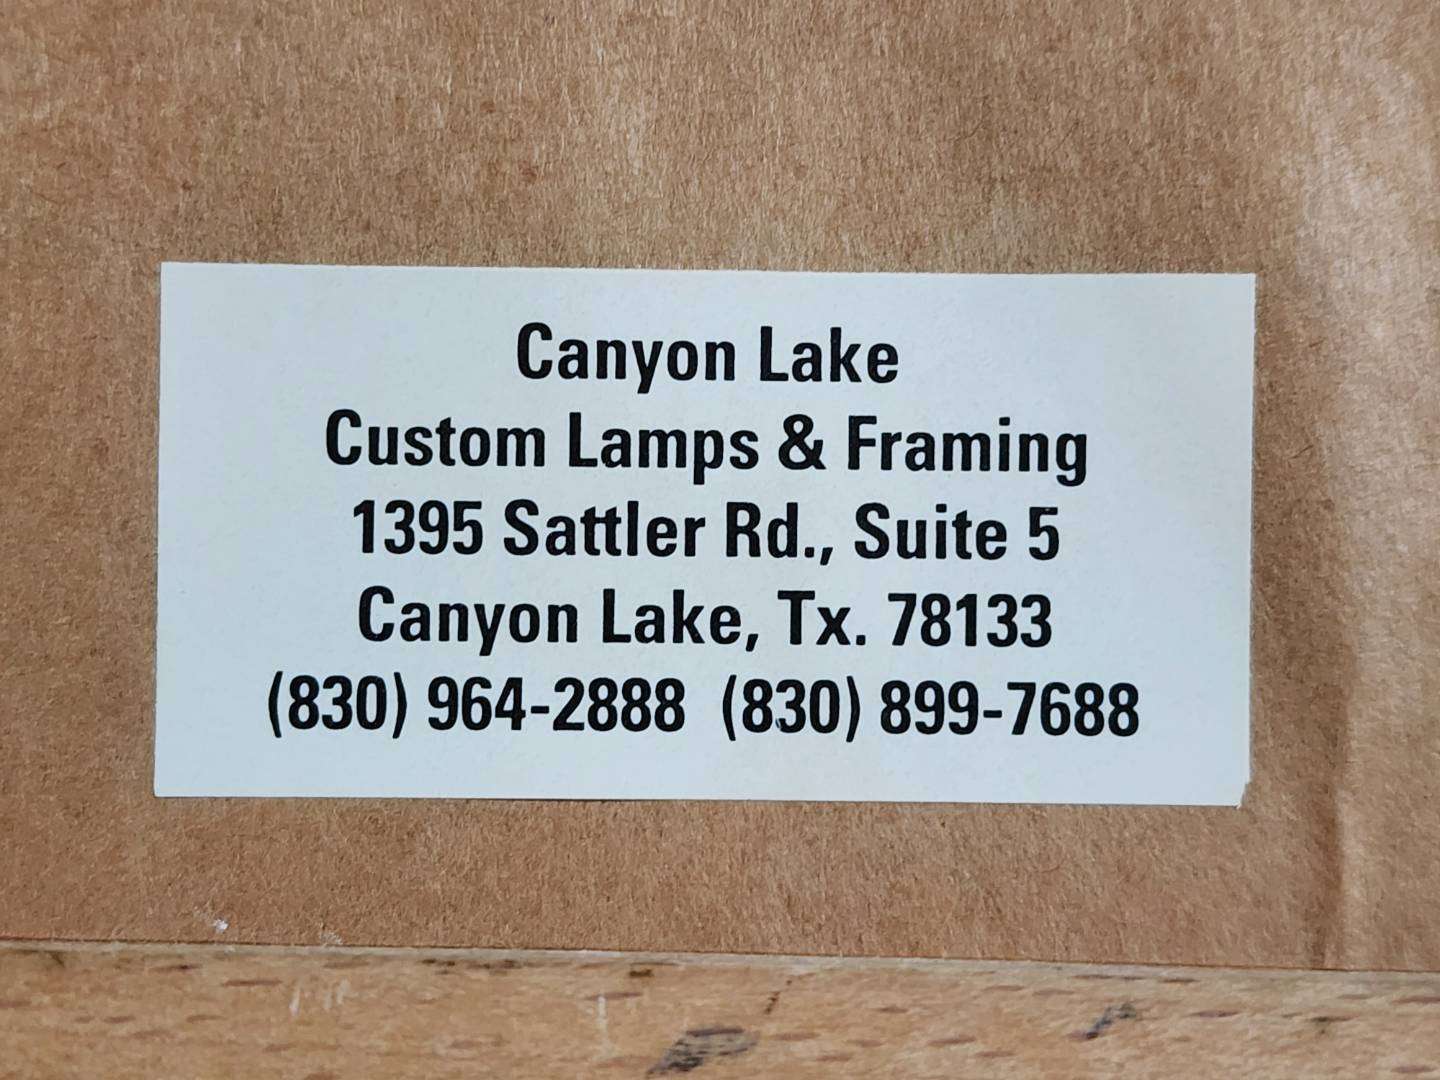 Canyon Lake
Custom Lamps & Framing
1395 Sattler Rd., Suite 5
Canyon Lake, Tx. 78133
(830) 964-2888 (830) 899-7688